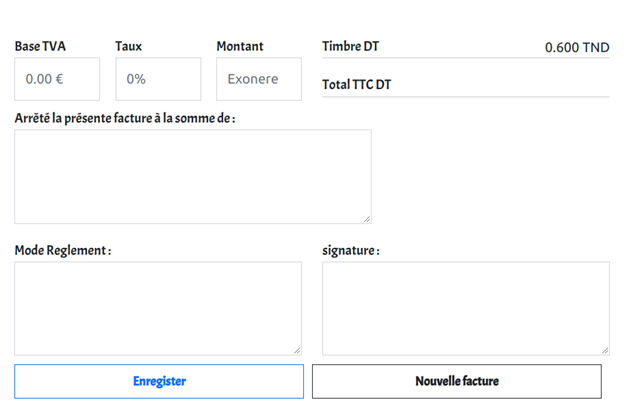 Base TVA Taux Montant Timbre DT 0.600 TND
0.00 € 0% Exonere
Total TTC DT
Arrêté la présente facture à la somme de :
Mode Reglement : signature :
Enregister Nouvelle facture